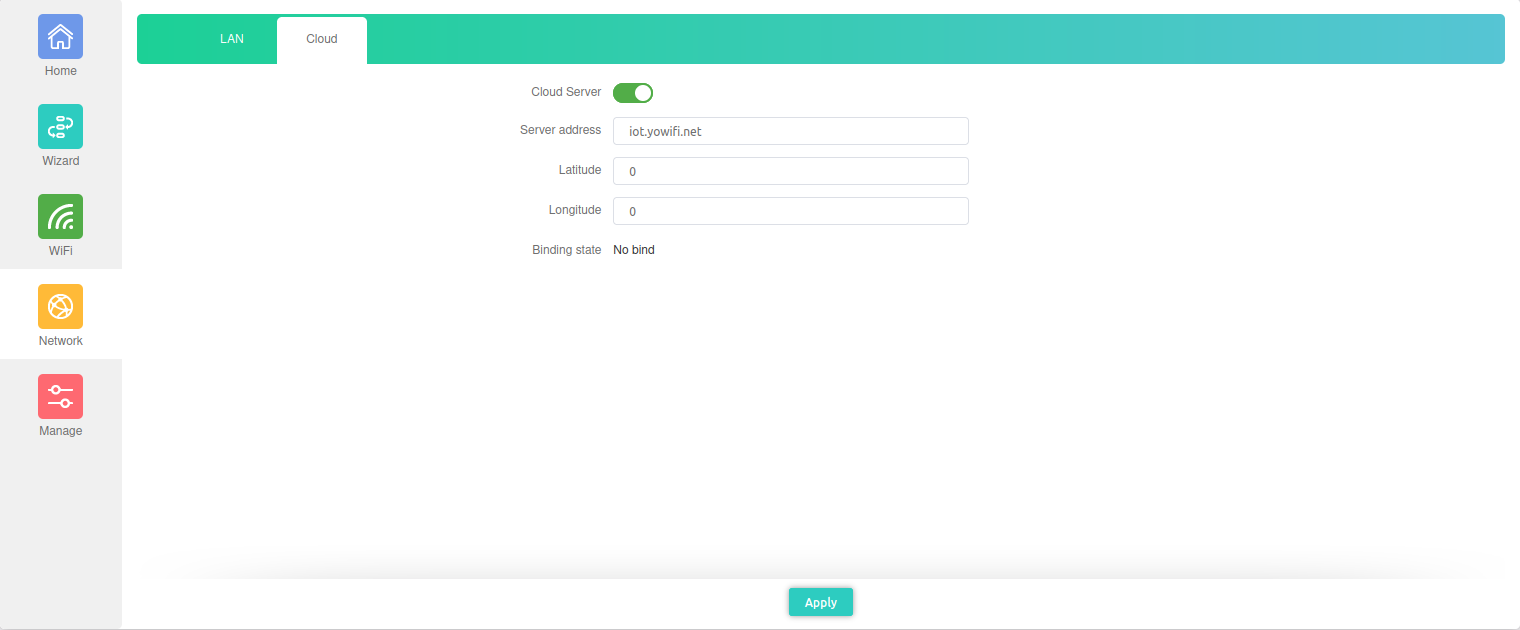 Home
Wizard
WiFi
Network
Manage
LAN Cloud
Cloud Server
Server address iot.yowifi.net
Latitude 0
Longitude 0
Binding state No bind
Apply